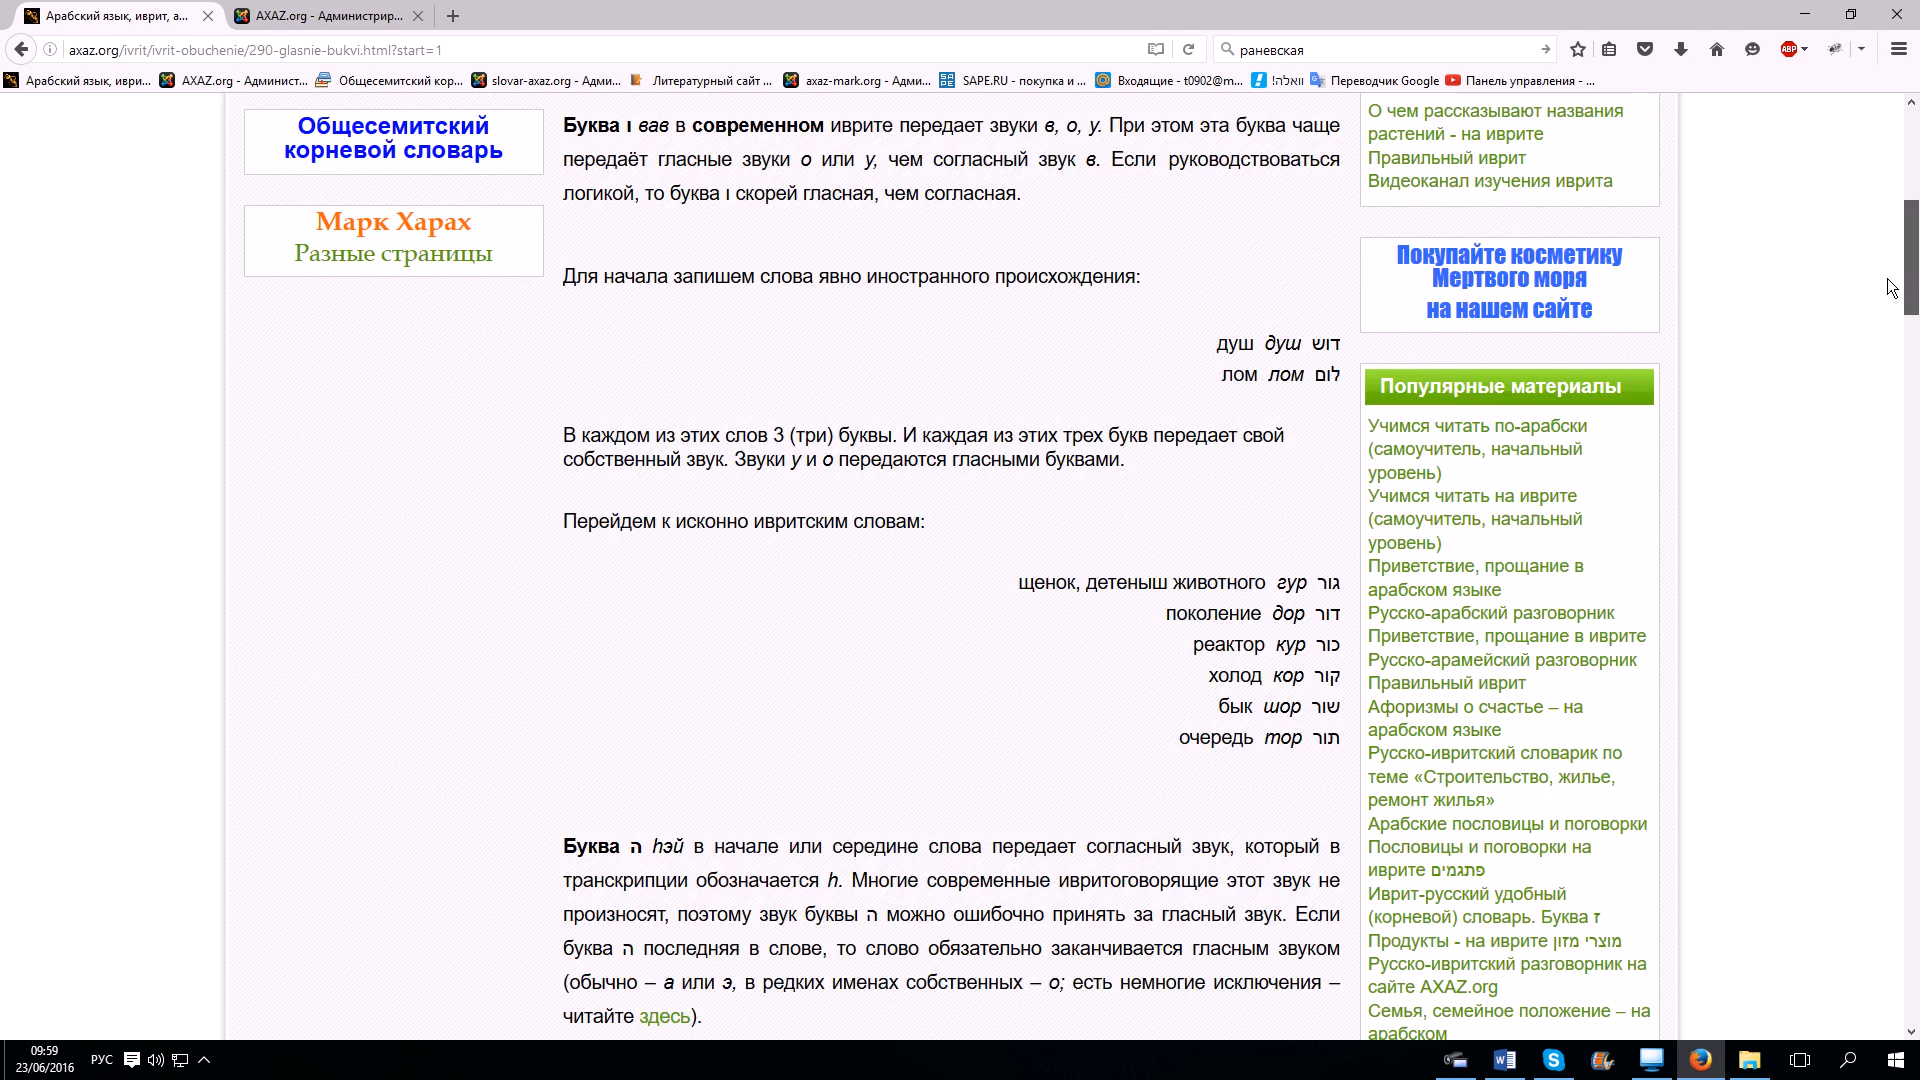 Арабский язык, иврит, а...
AXAZ.org - Администрир...
axaz.org/ivrit/ivrit-obuchenie/290-glasnie-bukvi.html?start=1
раневская
ABP
Арабский язык, иври...
AXAZ.org - Админист...
Общесемитский кор...
slovar-axaz.org - Адми...
Литературный сайт ...
axaz-mark.org - Адми...
SAPE.RU - покупка и ...
Входящие - t0902@m...
וואלה!
Переводчик Google
Панель управления - ...
Общесемитский
корневой словарь
Марк Харах
Разные страницы
Буква ו вав в современном иврите передает звуки в, о, у. При этом эта буква чаще
передаёт гласные звуки о или у, чем согласный звук в. Если руководствоваться
логикой, то буква ו скорей гласная, чем согласная.
Для начала запишем слова явно иностранного происхождения:
душ душ דוש
лом лом לום
В каждом из этих слов 3 (три) буквы. И каждая из этих трех букв передает свой
собственный звук. Звуки у и о передаются гласными буквами.
Перейдем к исконно ивритским словам:
щенок, детеныш животного гур גור
поколение дор דור
реактор кур כור
холод кор קור
бык шор שור
очередь тор תור
Буква ה hэй в начале или середине слова передает согласный звук, который в
транскрипции обозначается h. Многие современные ивритоговорящие этот звук не
произносят, поэтому звук буквы ה можно ошибочно принять за гласный звук. Если
буква ה последняя в слове, то слово обязательно заканчивается гласным звуком
(обычно – а или э, в редких именах собственных – о; есть немногие исключения –
читайте здесь).
О чем рассказывают названия
растений - на иврите
Правильный иврит
Видеоканал изучения иврита
Покупайте косметику
Мертвого моря
на нашем сайте
Популярные материалы
Учимся читать по-арабски
(самоучитель, начальный
уровень)
Учимся читать на иврите
(самоучитель, начальный
уровень)
Приветствие, прощание в
арабском языке
Русско-арабский разговорник
Приветствие, прощание в иврите
Русско-арамейский разговорник
Правильный иврит
Афоризмы о счастье – на
арабском языке
Русско-ивритский словарик по
теме «Строительство, жилье,
ремонт жилья»
Арабские пословицы и поговорки
Пословицы и поговорки на
иврите פתגמים
Иврит-русский удобный
(корневой) словарь. Буква ז
Продукты - на иврите מוצרי מזון
Русско-ивритский разговорник на
сайте AXAZ.org
Семья, семейное положение – на
арабском
09:59
23/06/2016
РУС